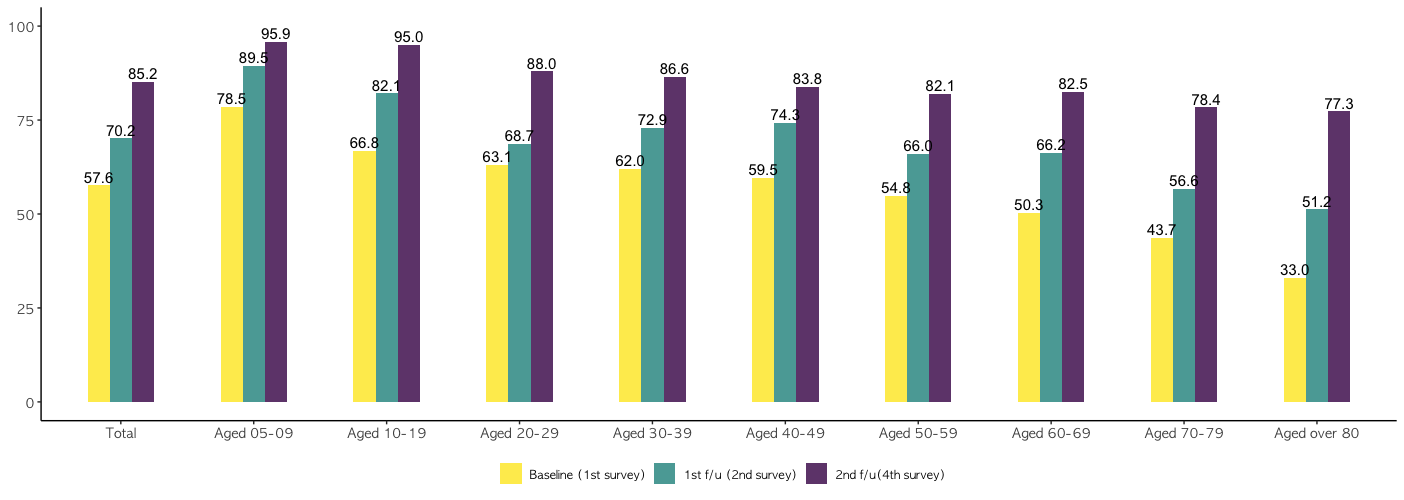 100
75
50
25
0
57.6 70.2 85.2
78.5 89.5 95.9
66.8 82.1 95.0
63.1 68.7 88.0
62.0 72.9 86.6
59.5 74.3 83.8
54.8 66.0 82.1
50.3 66.2 82.5
43.7 56.6 78.4
33.0 51.2 77.3
Total Aged 05-09 Aged 10-19 Aged 20-29 Aged 30-39 Aged 40-49 Aged 50-59 Aged 60-69 Aged 70-79 Aged over 80
Baseline (1st survey) 1st f/u (2nd survey) 2nd f/u(4th survey)